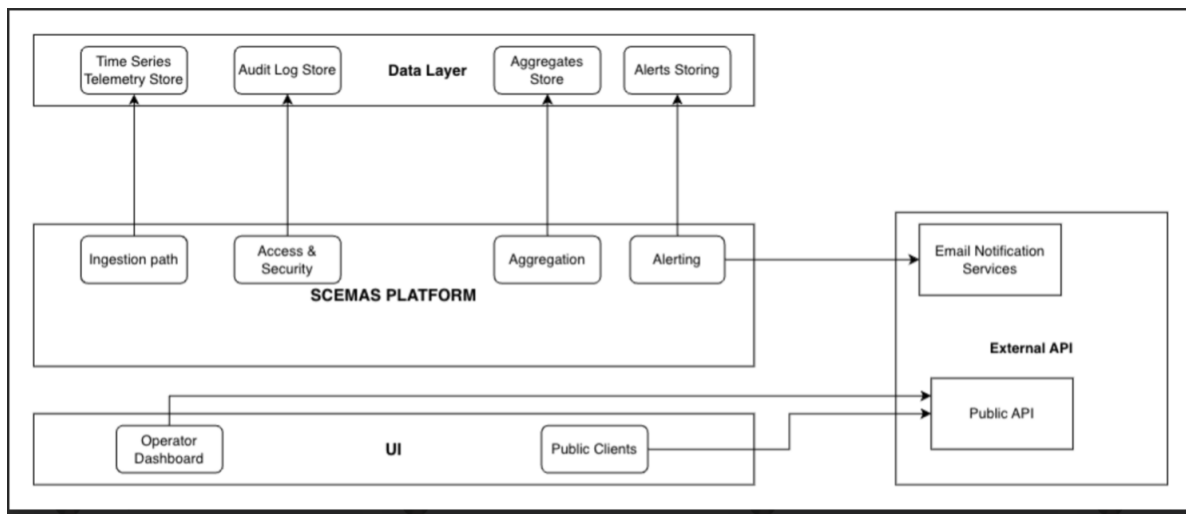 Time Series
Telemetry Store
Audit Log Store
Data Layer
Aggregates
Store
Alerts Storing
Ingestion path
Access &
Security
Aggregation
Alerting
SCEMAS PLATFORM
Email Notification
Services
External API
Public API
Operator
Dashboard
UI
Public Clients